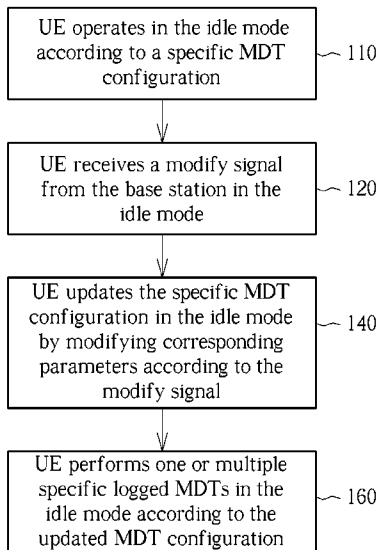 UE operates in the idle mode
according to a specific MDT
configuration
110
UE receives a modify signal
from the base station in the
idle mode
120
UE updates the specific MDT
configuration in the idle mode
by modifying corresponding
parameters according to the
modify signal
140
UE performs one or multiple
specific logged MDTs in the
idle mode according to the
updated MDT configuration
160